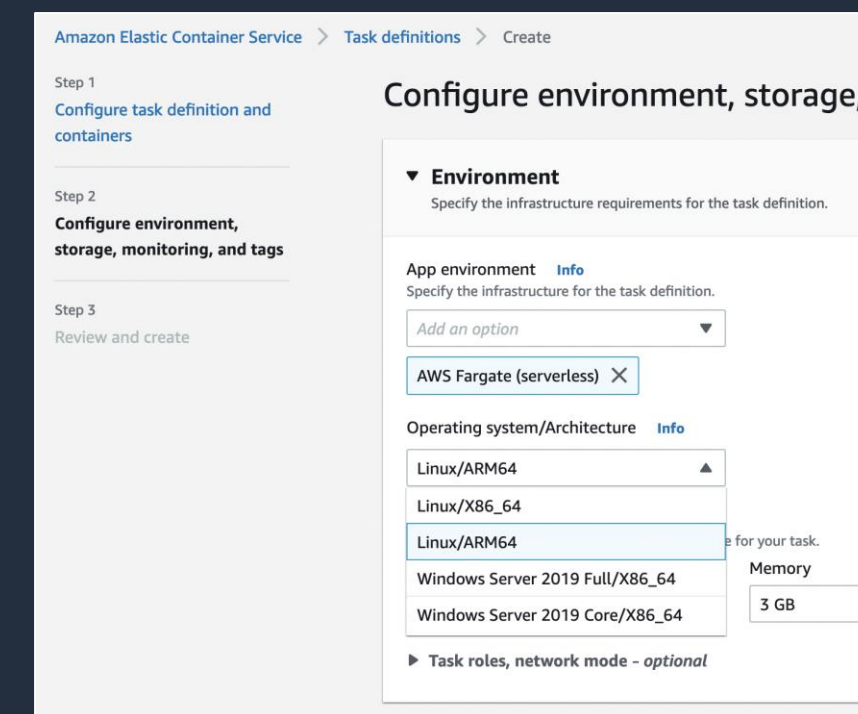 Amazon Elastic Container Service > Task definitions > Create
Step 1
Configure task definition and
containers
Step 2
Configure environment,
storage, monitoring, and tags
Step 3
Review and create
Configure environment, storage,
Environment
Specify the infrastructure requirements for the task definition.
App environment Info
Specify the infrastructure for the task definition.
Add an option
AWS Fargate (serverless)
Operating system/Architecture Info
Linux/ARM64
Linux/X86_64
Linux/ARM64
Windows Server 2019 Full/X86_64
Windows Server 2019 Core/X86_64
e for your task.
Memory
3 GB
Task roles, network mode - optional